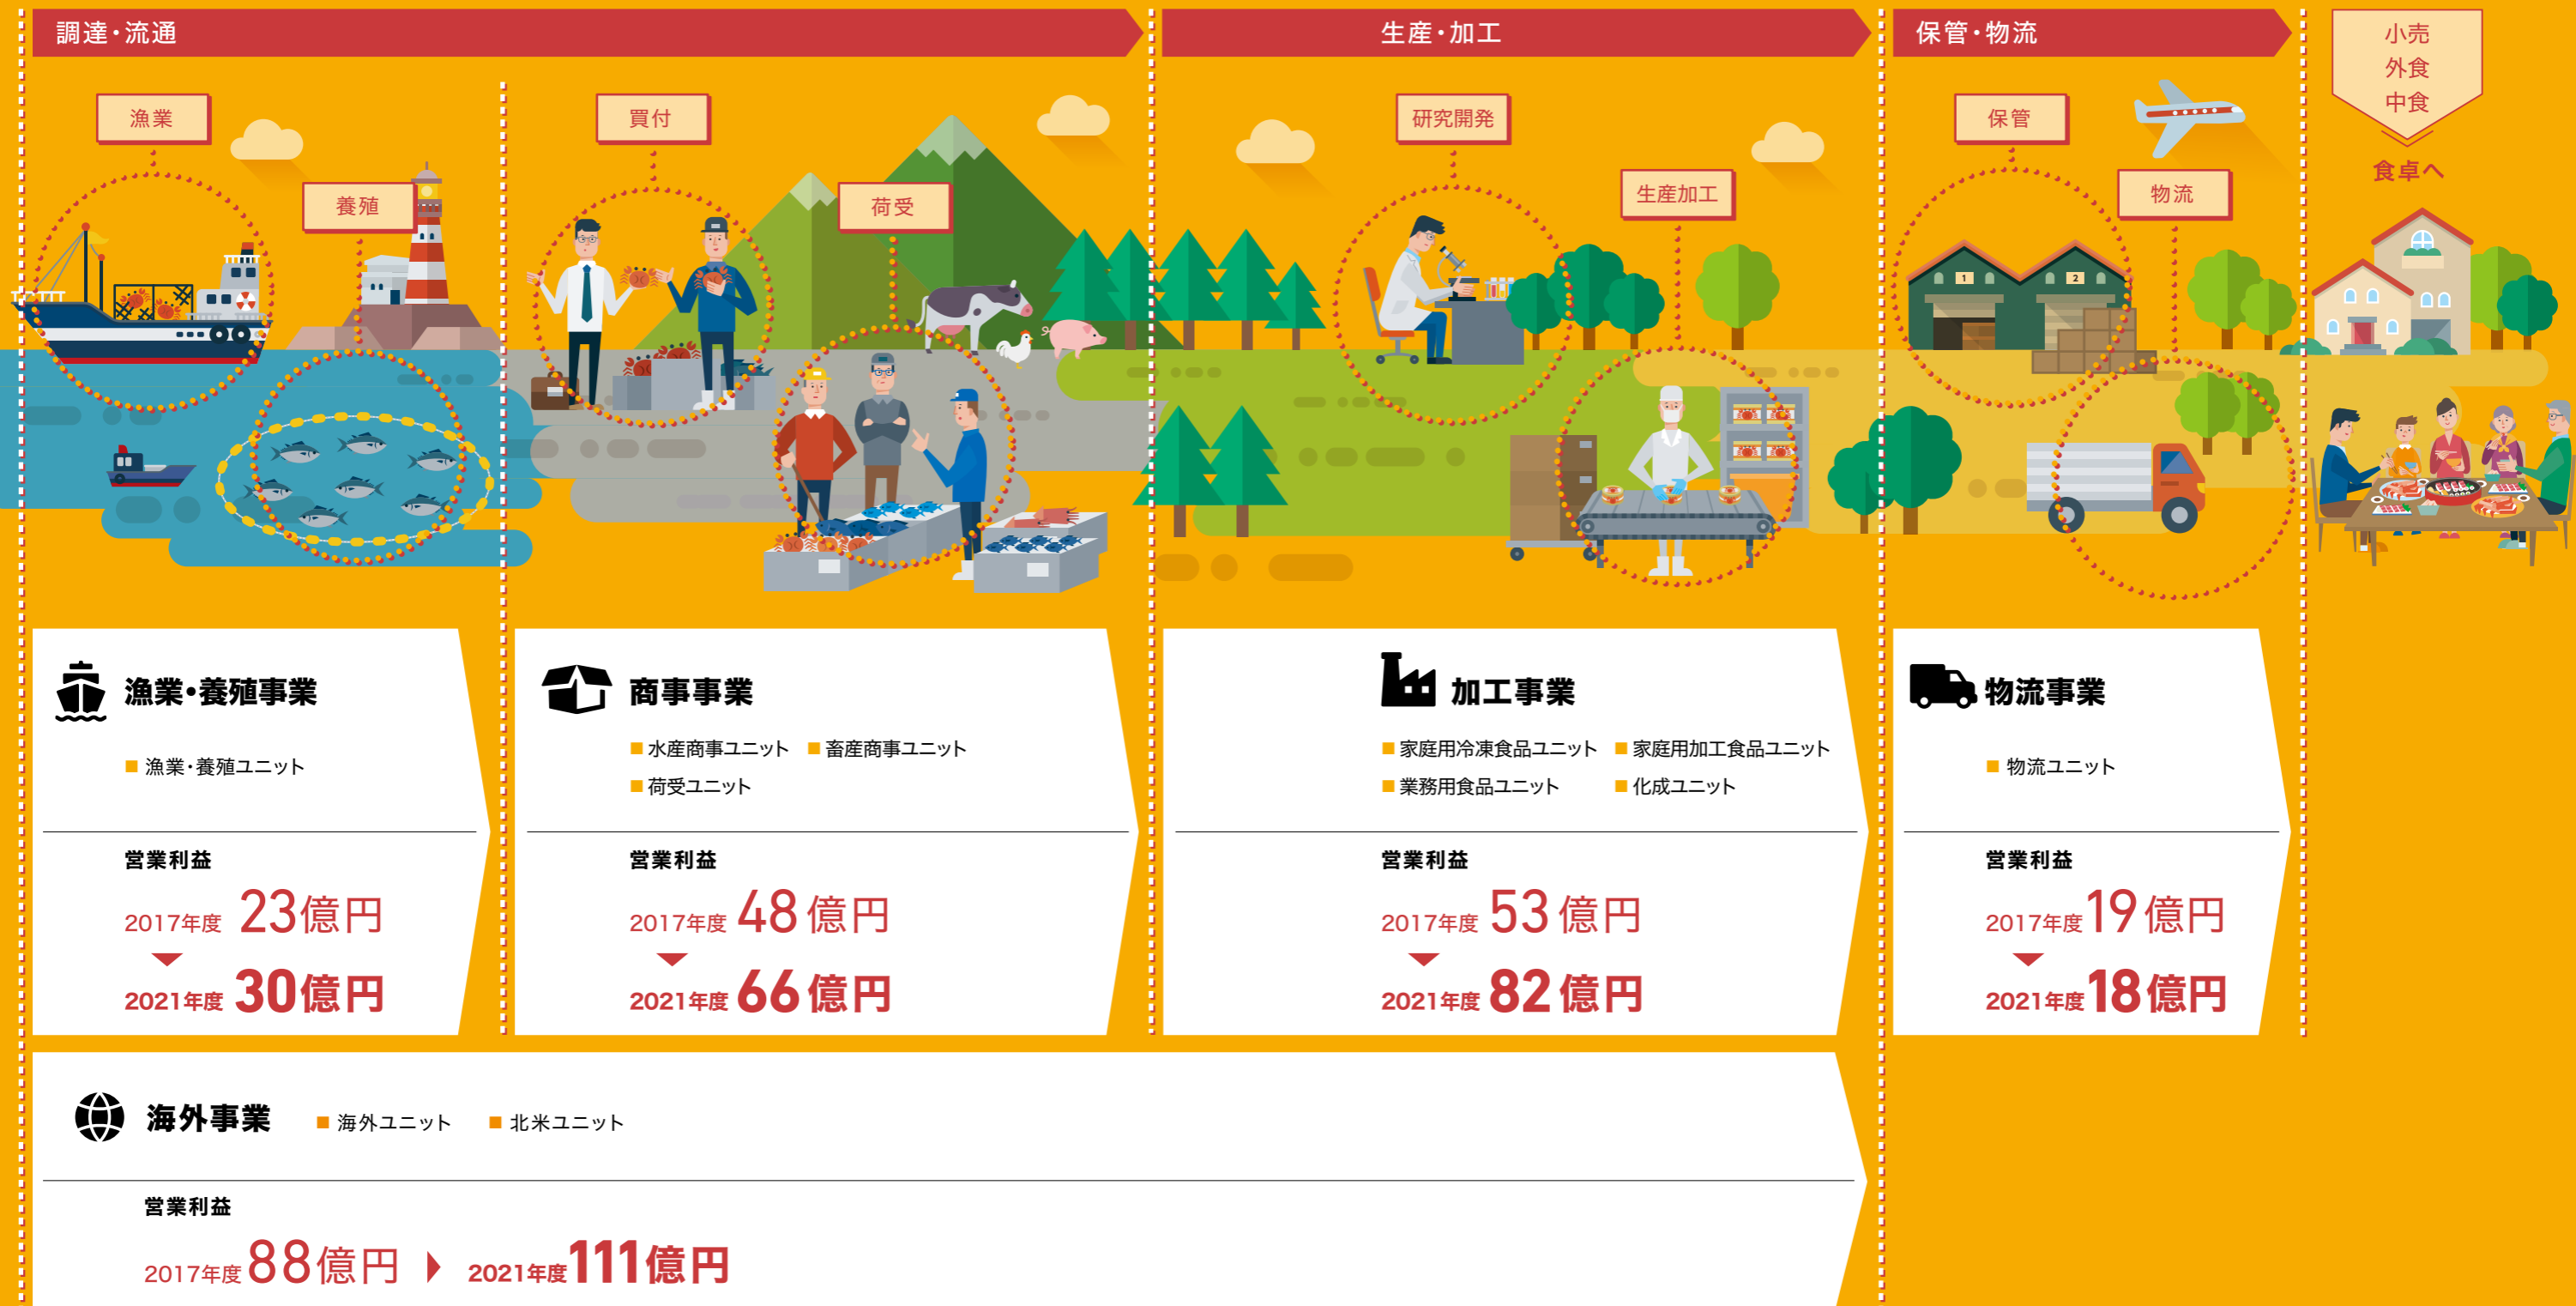 調達・流通
生産・加工
保管・物流
小売
外食
中食
食卓へ
漁業
養殖
買付
荷受
研究開発
生産加工
保管
物流
1
2
漁業・養殖事業
漁業・養殖ユニット
営業利益
2017年度 23億円
2021年度 30億円
商事事業
水産商事ユニット 畜産商事ユニット
荷受ユニット
営業利益
2017年度 48億円
2021年度 66億円
加工事業
家庭用冷凍食品ユニット 家庭用加工食品ユニット
業務用食品ユニット 化成ユニット
営業利益
2017年度 53億円
2021年度 82億円
物流事業
物流ユニット
営業利益
2017年度 19億円
2021年度 18億円
海外事業 海外ユニット 北米ユニット
営業利益
2017年度 88億円 2021年度 111億円